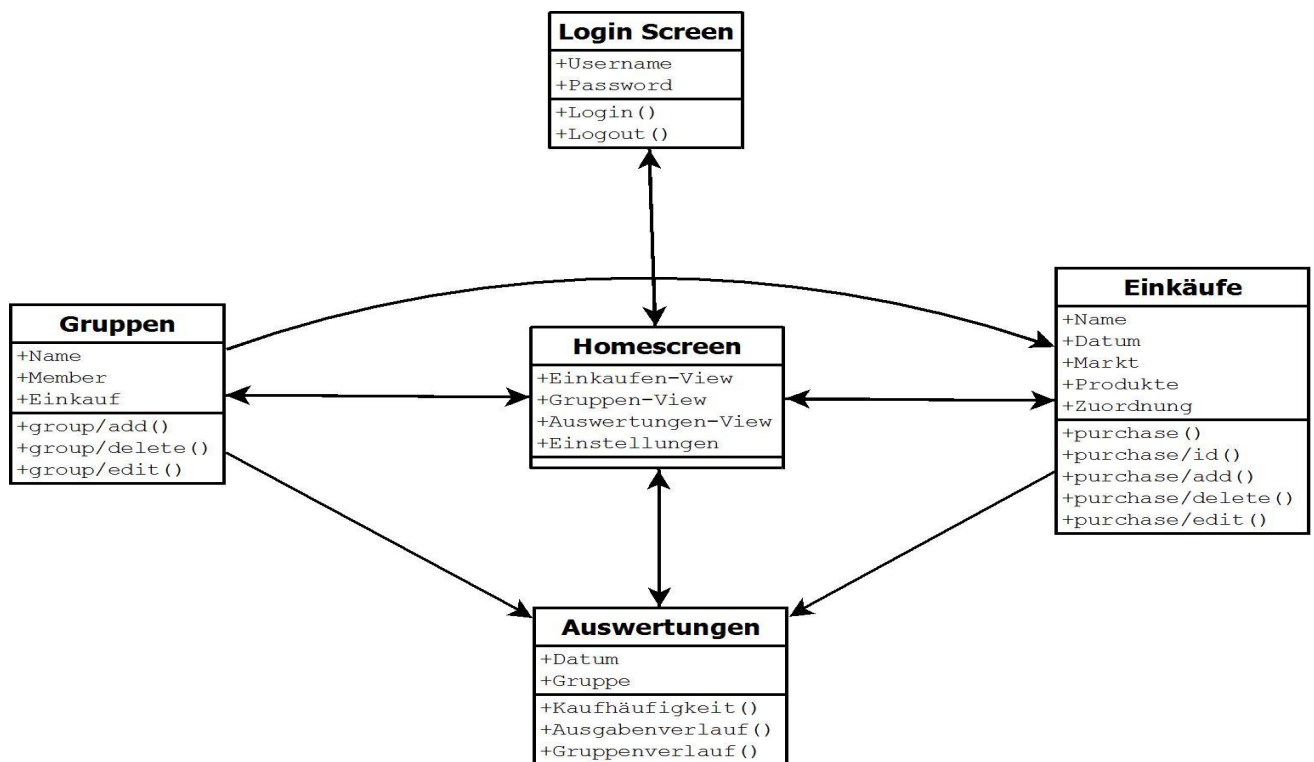 Login Screen
+Username
+Password
+Login()
+Logout()
Gruppen
+Name
+Member
+Einkauf
+group/add()
+group/delete()
+group/edit()
Homescreen
+Einkaufen-View
+Gruppen-View
+Auswertungen-View
+Einstellungen
Einkäufe
+Name
+Datum
+Markt
+Produkte
+Zuordnung
+purchase()
+purchase/id()
+purchase/add()
+purchase/delete()
+purchase/edit()
Auswertungen
+Datum
+Gruppe
+Kaufhäufigkeit()
+Ausgabenverlauf()
+Gruppenverlauf()